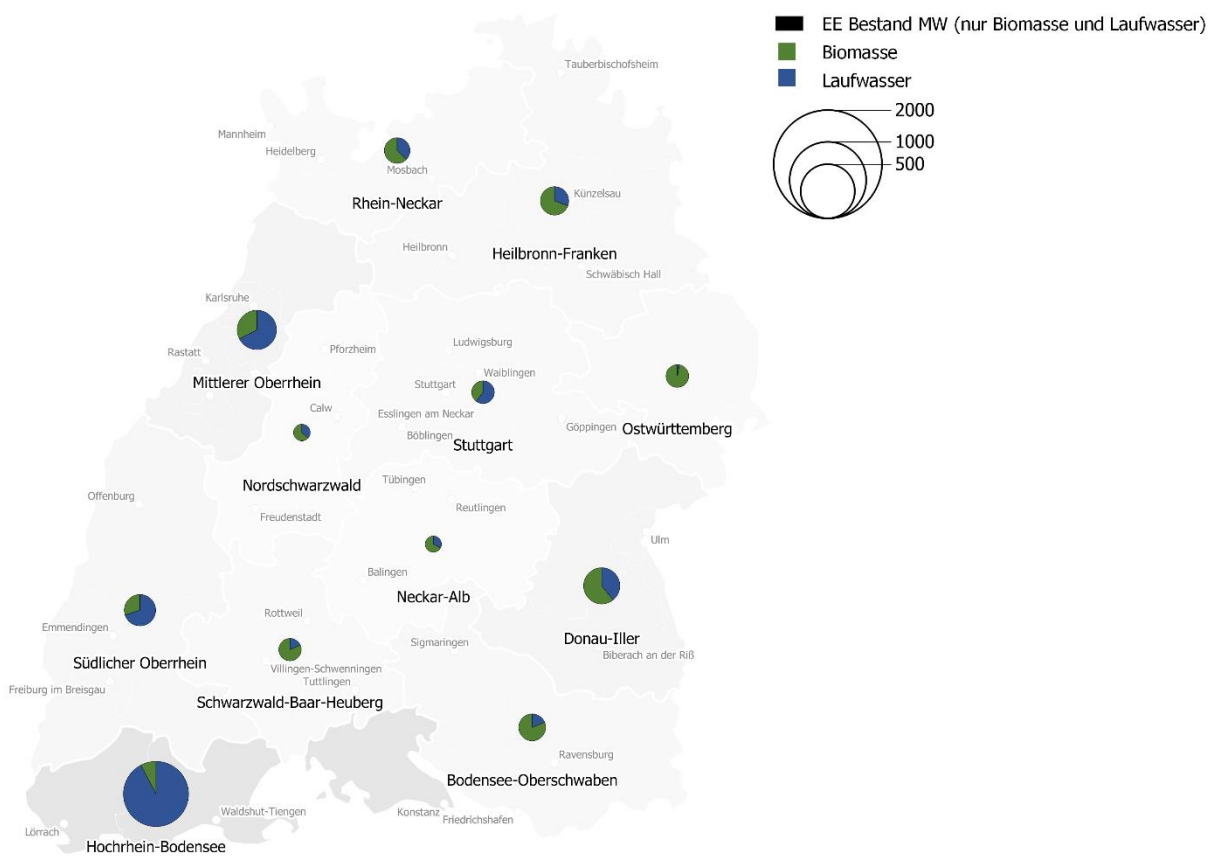 EE Bestand MW (nur Biomasse und Laufwasser)
Biomasse
Laufwasser
2000
1000
500
Tauberbischofsheim
Mannheim
Heidelberg
Mosbach
Rhein-Neckar
Künzelsau
Heilbronn
Heilbronn-Franken
Schwäbisch Hall
Karlsruhe
Rastatt
Mittlerer Oberrhein
Pforzheim
Ludwigsburg
Waiblingen
Stuttgart
Calw
Esslingen am Neckar
Böblingen
Stuttgart
Göppingen
Ostwürttemberg
Nordschwarzwald
Tübingen
Offenburg
Freudenstadt
Reutlingen
Ulm
Balingen
Neckar-Alb
Rottweil
Emmendingen
Südlicher Oberrhein
Sigmaringen
Donau-Iller
Biberach an der Riß
Villingen-Schwenningen
Tuttlingen
Freiburg im Breisgau
Schwarzwald-Baar-Heuberg
Ravensburg
Bodensee-Oberschwaben
Waldshut-Tiengen
Konstanz
Friedrichshafen
Lörrach
Hochrhein-Bodensee